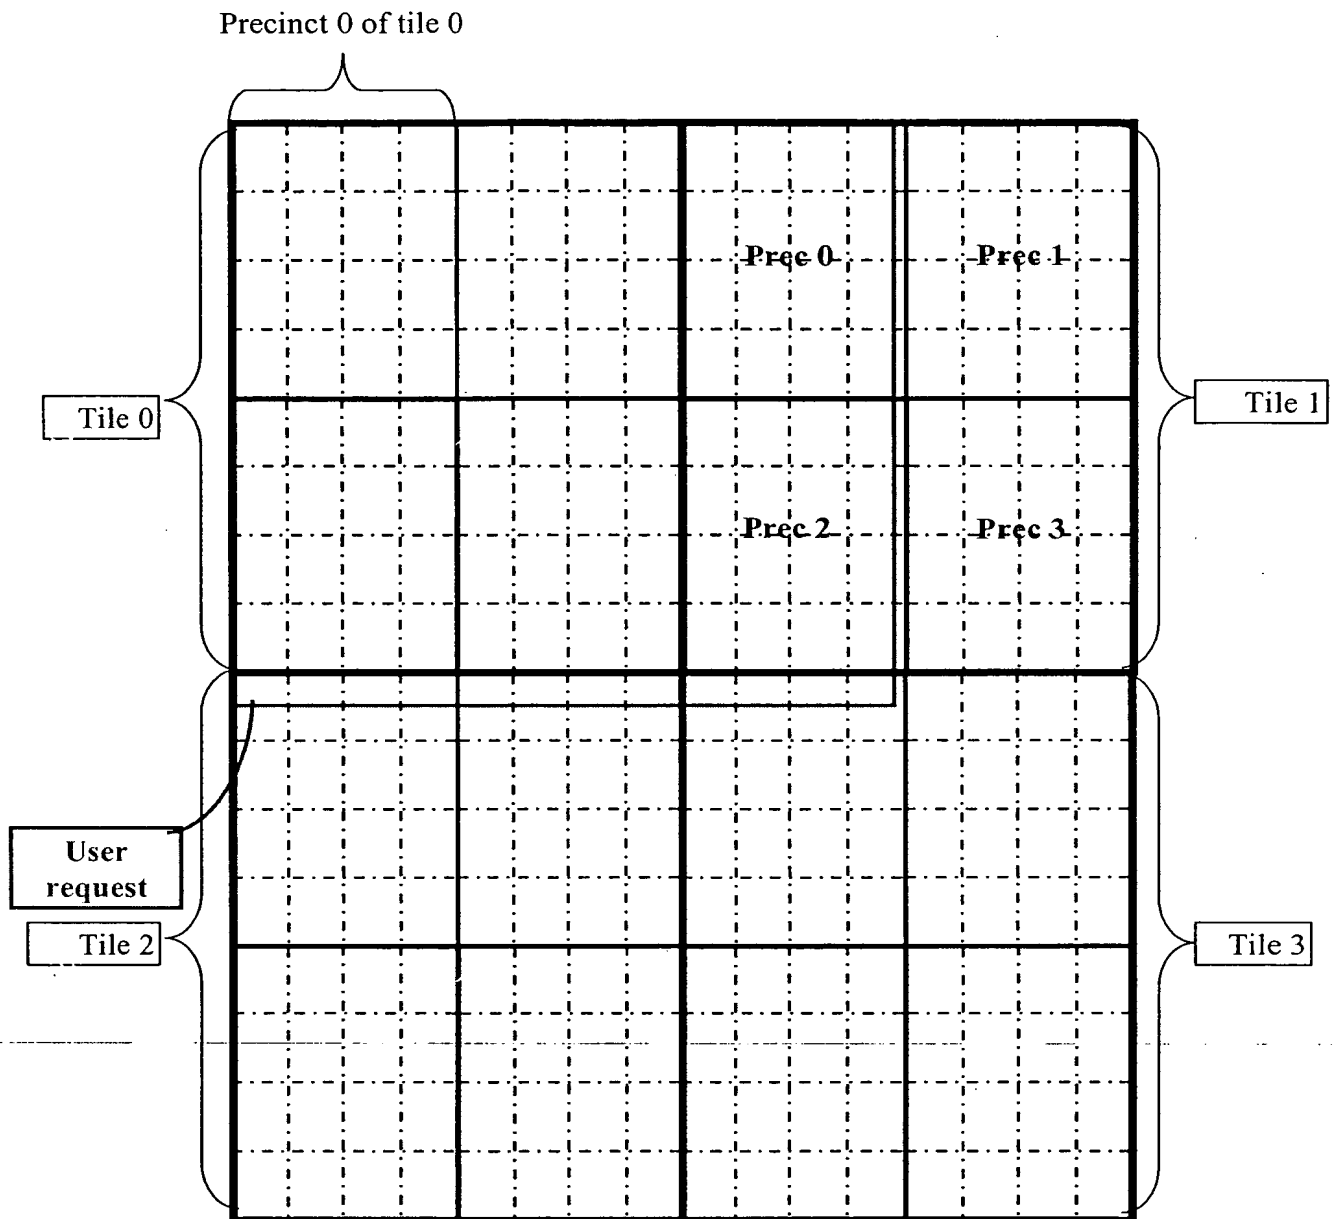 Precinct 0 of tile 0
Prec 0
Prec 1
Tile 0
Tile 1
Prec 2
Prec 3
User
request
Tile 2
Tile 3